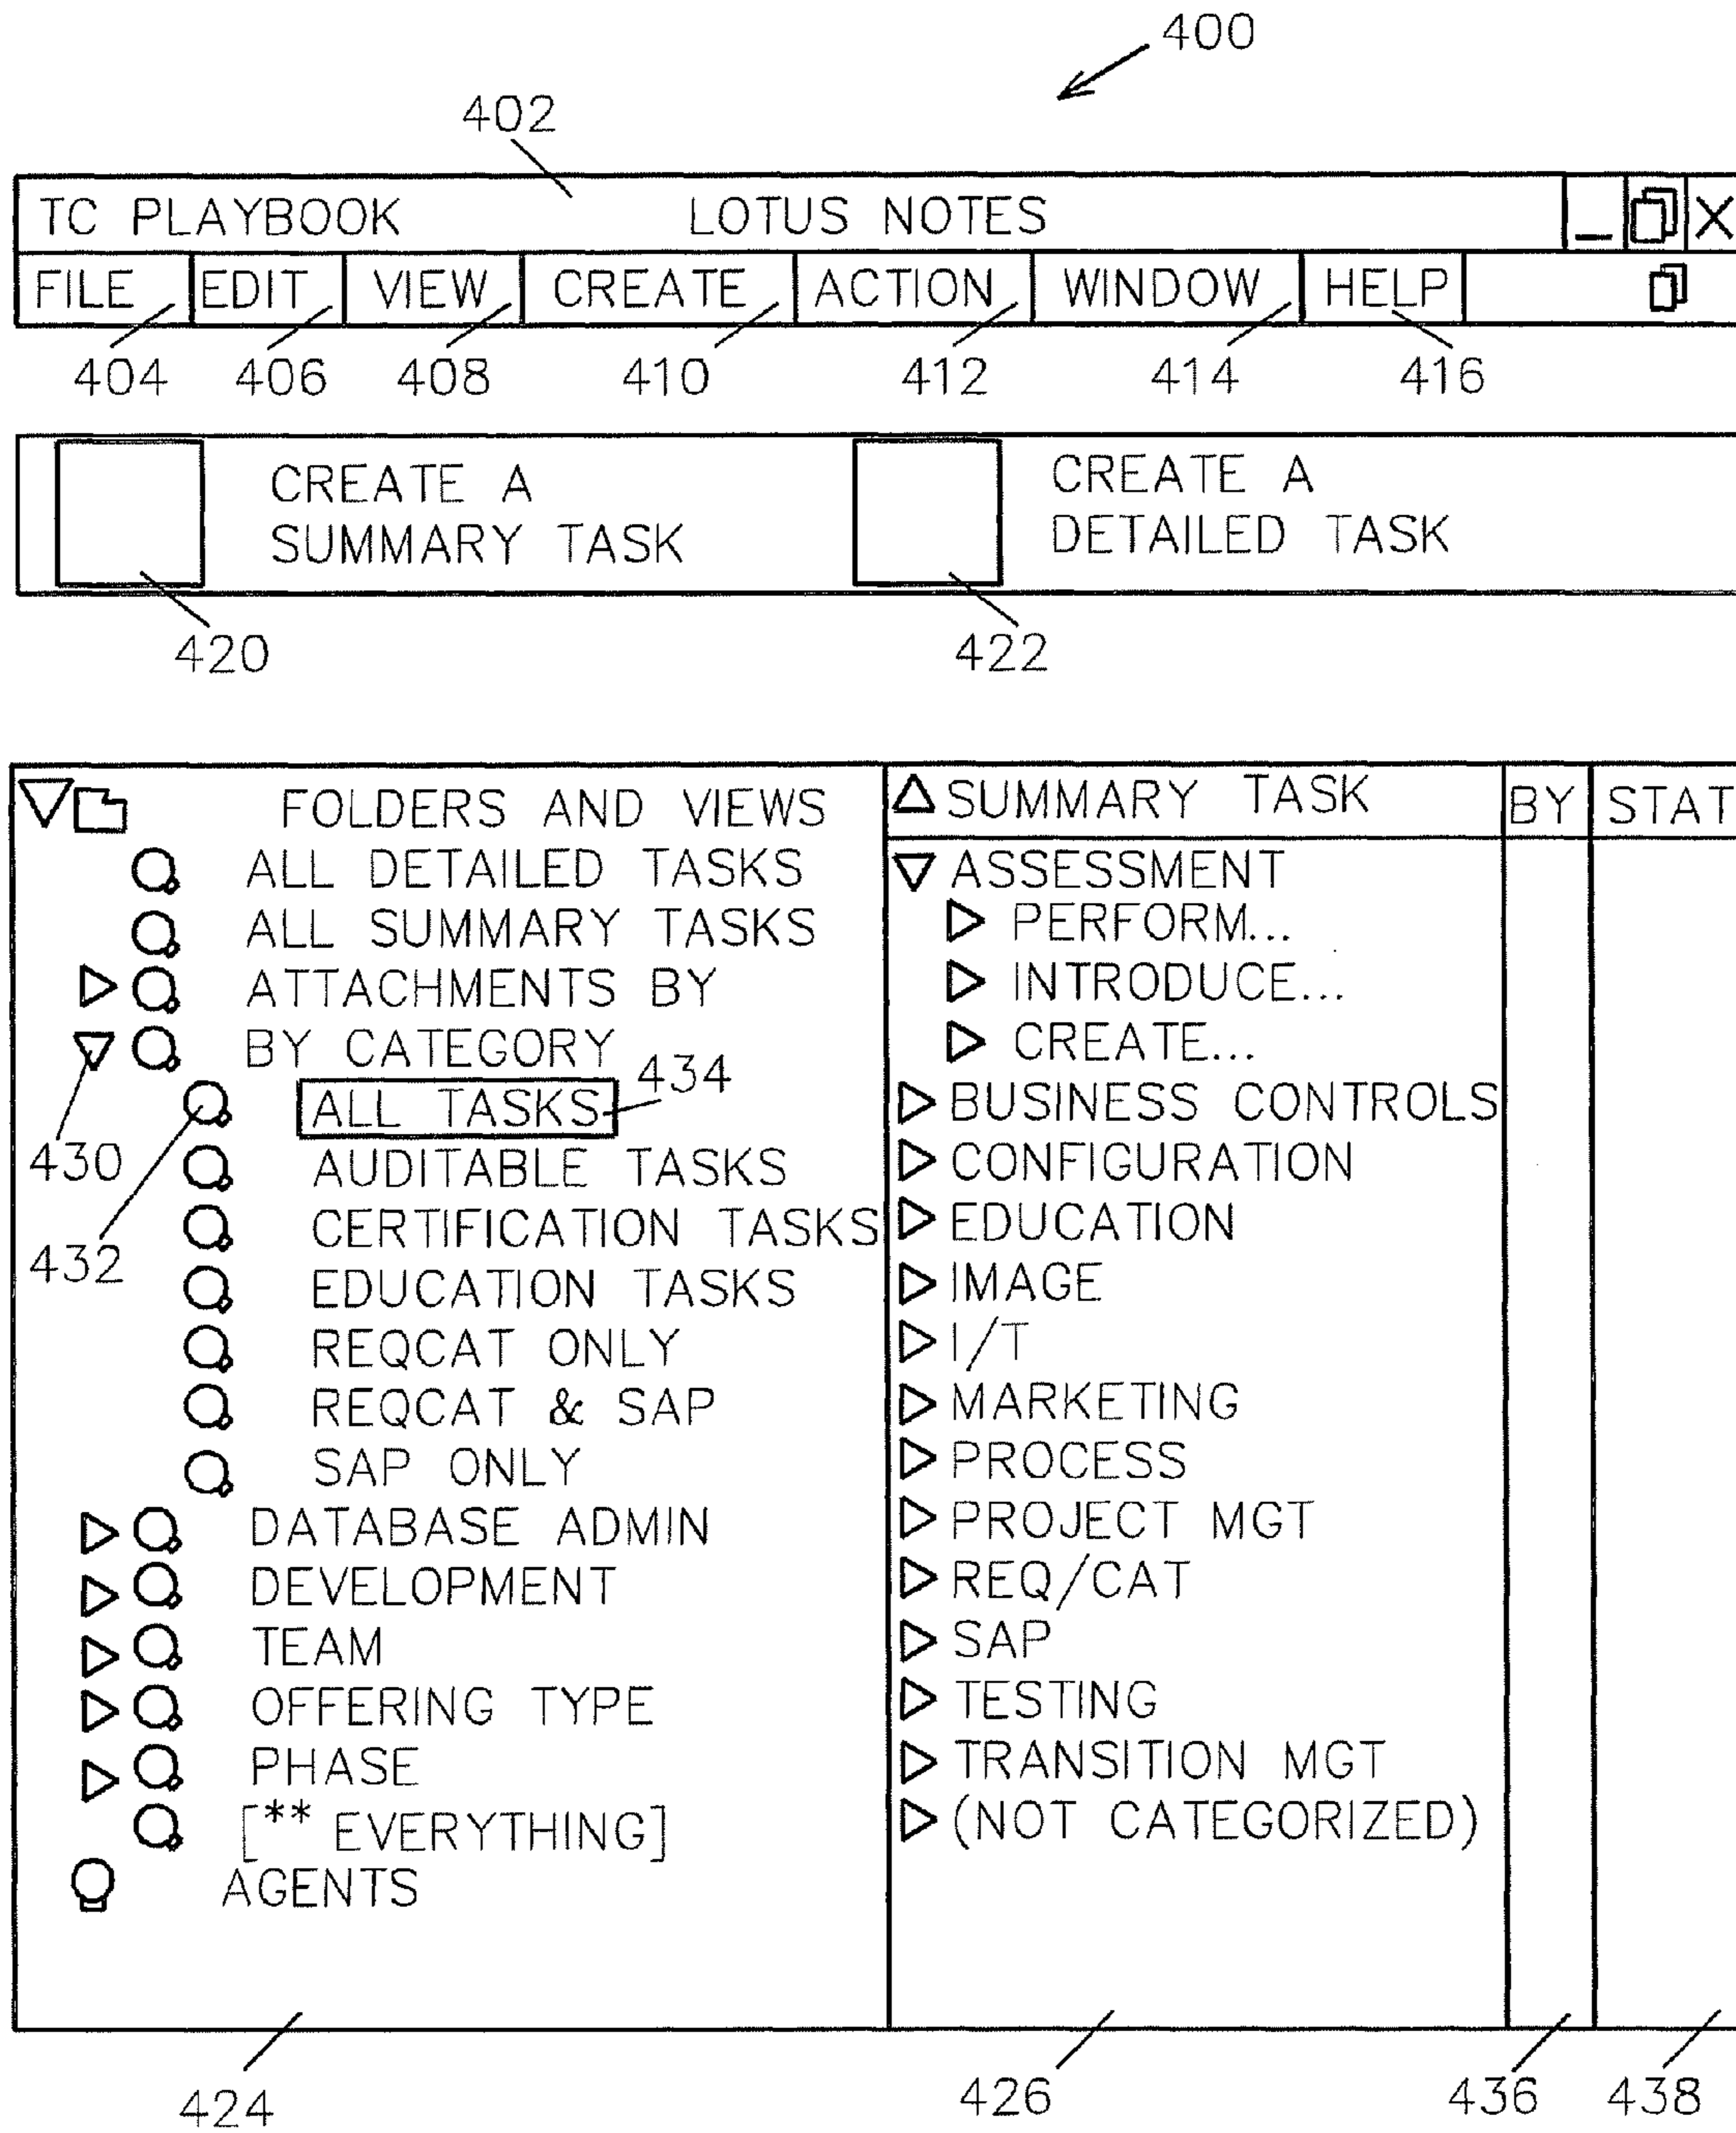 400
402
TC PLAYBOOK LOTUS NOTES _ X
FILE EDIT VIEW CREATE ACTION WINDOW HELP
404 406 408 410 412 414 416
CREATE A
SUMMARY TASK
CREATE A
DETAILED TASK
420 422
FOLDERS AND VIEWS
ALL DETAILED TASKS
ALL SUMMARY TASKS
ATTACHMENTS BY
BY CATEGORY
434
ALL TASKS
430
AUDITABLE TASKS
CERTIFICATION TASKS
432
EDUCATION TASKS
REQCAT ONLY
REQCAT & SAP
SAP ONLY
DATABASE ADMIN
DEVELOPMENT
TEAM
OFFERING TYPE
PHASE
[** EVERYTHING]
AGENTS
SUMMARY TASK BY STAT
ASSESSMENT
PERFORM...
INTRODUCE...
CREATE...
BUSINESS CONTROLS
CONFIGURATION
EDUCATION
IMAGE
I/T
MARKETING
PROCESS
PROJECT MGT
REQ/CAT
SAP
TESTING
TRANSITION MGT
(NOT CATEGORIZED)
424 426 436 438